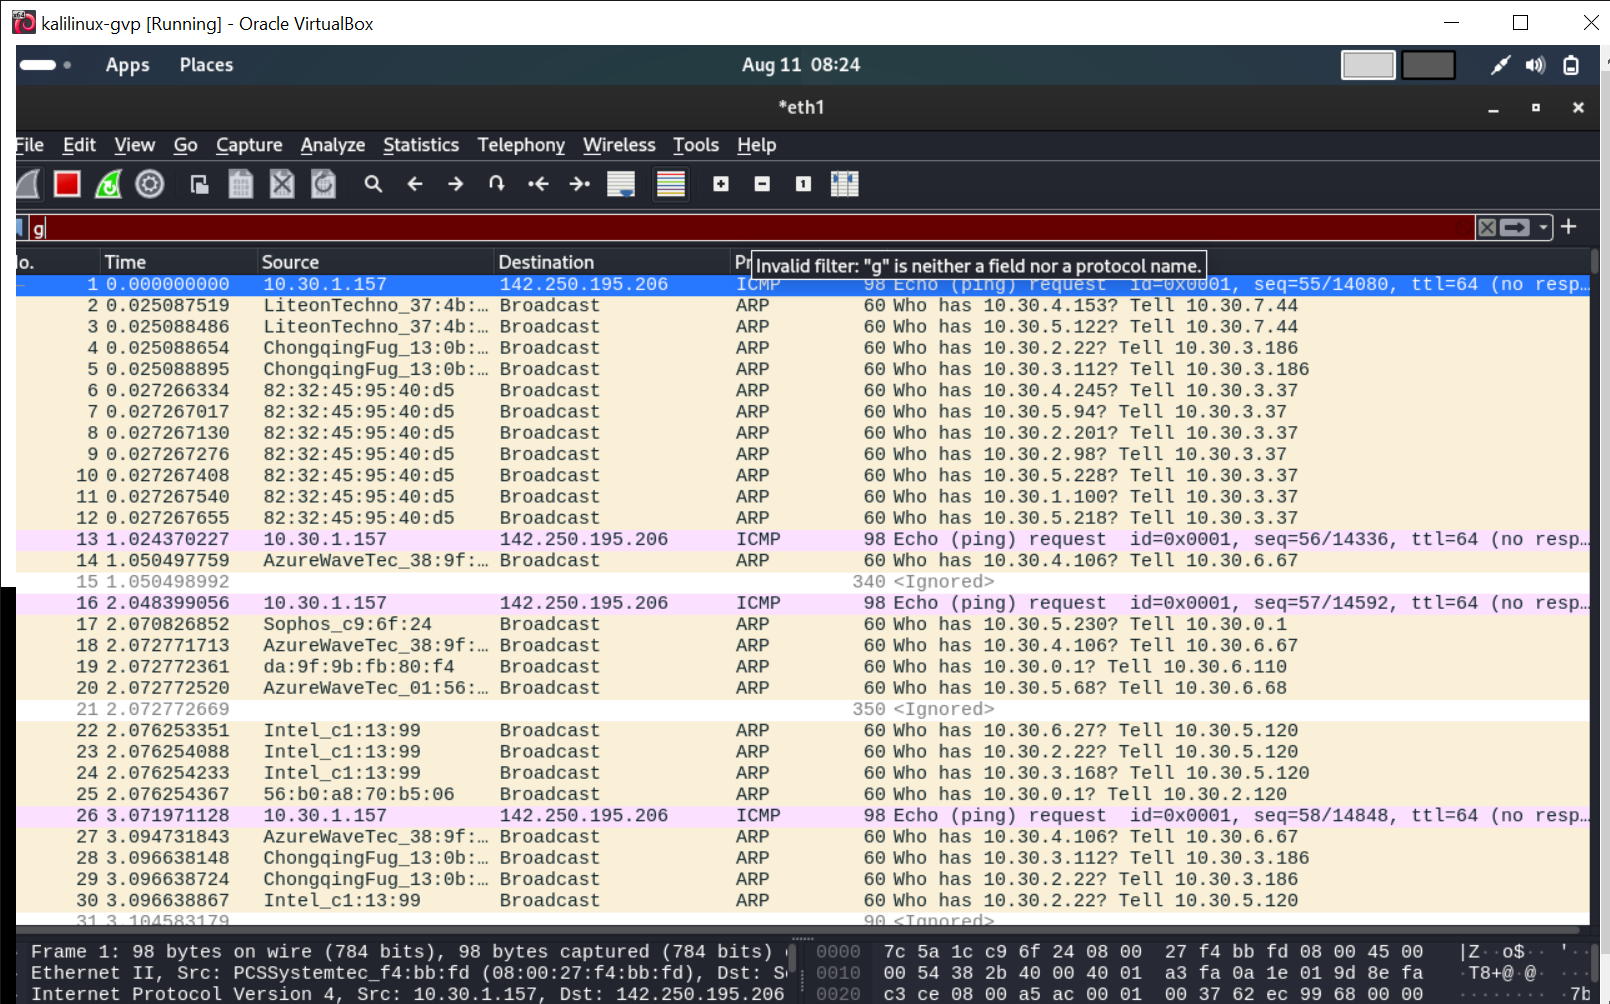 kalilinux-gvp [Running] - Oracle VirtualBox
Apps Places Aug 11 08:24
*eth1
File Edit View Go Capture Analyze Statistics Telephony Wireless Tools Help
g
No. Time Source Destination
Invalid filter: "g" is neither a field nor a protocol name.
1 0.000000000 10.30.1.157 142.250.195.206 ICMP 98 Echo (ping) request id=0x0001, seq=55/14080, ttl=64 (no resp…
2 0.025087519 LiteonTechno_37:4b:… Broadcast ARP 60 Who has 10.30.4.153? Tell 10.30.7.44
3 0.025088486 LiteonTechno_37:4b:… Broadcast ARP 60 Who has 10.30.5.122? Tell 10.30.7.44
4 0.025088654 ChongqingFug_13:0b:… Broadcast ARP 60 Who has 10.30.2.22? Tell 10.30.3.186
5 0.025088895 ChongqingFug_13:0b:… Broadcast ARP 60 Who has 10.30.3.112? Tell 10.30.3.186
6 0.027266334 82:32:45:95:40:d5 Broadcast ARP 60 Who has 10.30.4.245? Tell 10.30.3.37
7 0.027267017 82:32:45:95:40:d5 Broadcast ARP 60 Who has 10.30.5.94? Tell 10.30.3.37
8 0.027267130 82:32:45:95:40:d5 Broadcast ARP 60 Who has 10.30.2.201? Tell 10.30.3.37
9 0.027267276 82:32:45:95:40:d5 Broadcast ARP 60 Who has 10.30.2.98? Tell 10.30.3.37
10 0.027267408 82:32:45:95:40:d5 Broadcast ARP 60 Who has 10.30.5.228? Tell 10.30.3.37
11 0.027267540 82:32:45:95:40:d5 Broadcast ARP 60 Who has 10.30.1.100? Tell 10.30.3.37
12 0.027267655 82:32:45:95:40:d5 Broadcast ARP 60 Who has 10.30.5.218? Tell 10.30.3.37
13 1.024370227 10.30.1.157 142.250.195.206 ICMP 98 Echo (ping) request id=0x0001, seq=56/14336, ttl=64 (no resp…
14 1.050497759 AzureWaveTec_38:9f:… Broadcast ARP 60 Who has 10.30.4.106? Tell 10.30.6.67
15 1.050498992 340 <Ignored>
16 2.048399056 10.30.1.157 142.250.195.206 ICMP 98 Echo (ping) request id=0x0001, seq=57/14592, ttl=64 (no resp…
17 2.070826852 Sophos_c9:6f:24 Broadcast ARP 60 Who has 10.30.5.230? Tell 10.30.0.1
18 2.072771713 AzureWaveTec_38:9f:… Broadcast ARP 60 Who has 10.30.4.106? Tell 10.30.6.67
19 2.072772361 da:9f:9b:fb:80:f4 Broadcast ARP 60 Who has 10.30.0.1? Tell 10.30.6.110
20 2.072772520 AzureWaveTec_01:56:… Broadcast ARP 60 Who has 10.30.5.68? Tell 10.30.6.68
21 2.072772669 350 <Ignored>
22 2.076253351 Intel_c1:13:99 Broadcast ARP 60 Who has 10.30.6.27? Tell 10.30.5.120
23 2.076254088 Intel_c1:13:99 Broadcast ARP 60 Who has 10.30.2.22? Tell 10.30.5.120
24 2.076254233 Intel_c1:13:99 Broadcast ARP 60 Who has 10.30.3.168? Tell 10.30.5.120
25 2.076254367 56:b0:a8:70:b5:06 Broadcast ARP 60 Who has 10.30.0.1? Tell 10.30.2.120
26 3.071971128 10.30.1.157 142.250.195.206 ICMP 98 Echo (ping) request id=0x0001, seq=58/14848, ttl=64 (no resp…
27 3.094731843 AzureWaveTec_38:9f:… Broadcast ARP 60 Who has 10.30.4.106? Tell 10.30.6.67
28 3.096638148 ChongqingFug_13:0b:… Broadcast ARP 60 Who has 10.30.3.112? Tell 10.30.3.186
29 3.096638724 ChongqingFug_13:0b:… Broadcast ARP 60 Who has 10.30.2.22? Tell 10.30.3.186
30 3.096638867 Intel_c1:13:99 Broadcast ARP 60 Who has 10.30.2.22? Tell 10.30.5.120
31 3.104583179 90 <Ignored>
Frame 1: 98 bytes on wire (784 bits), 98 bytes captured (784 bits) 0000 7c 5a 1c c9 6f 24 08 00 27 f4 bb fd 08 00 45 00 |Z··o$·· '·
Ethernet II, Src: PCSSystemtec_f4:bb:fd (08:00:27:f4:bb:fd), Dst: 0010 00 54 38 2b 40 00 40 01 a3 fa 0a 1e 01 9d 8e fa ·T8+@·@·
Internet Protocol Version 4, Src: 10.30.1.157, Dst: 142.250.195.206 0020 c3 ce 08 00 a5 ac 00 01 00 37 62 ec 99 68 00 00 ········ ·7b